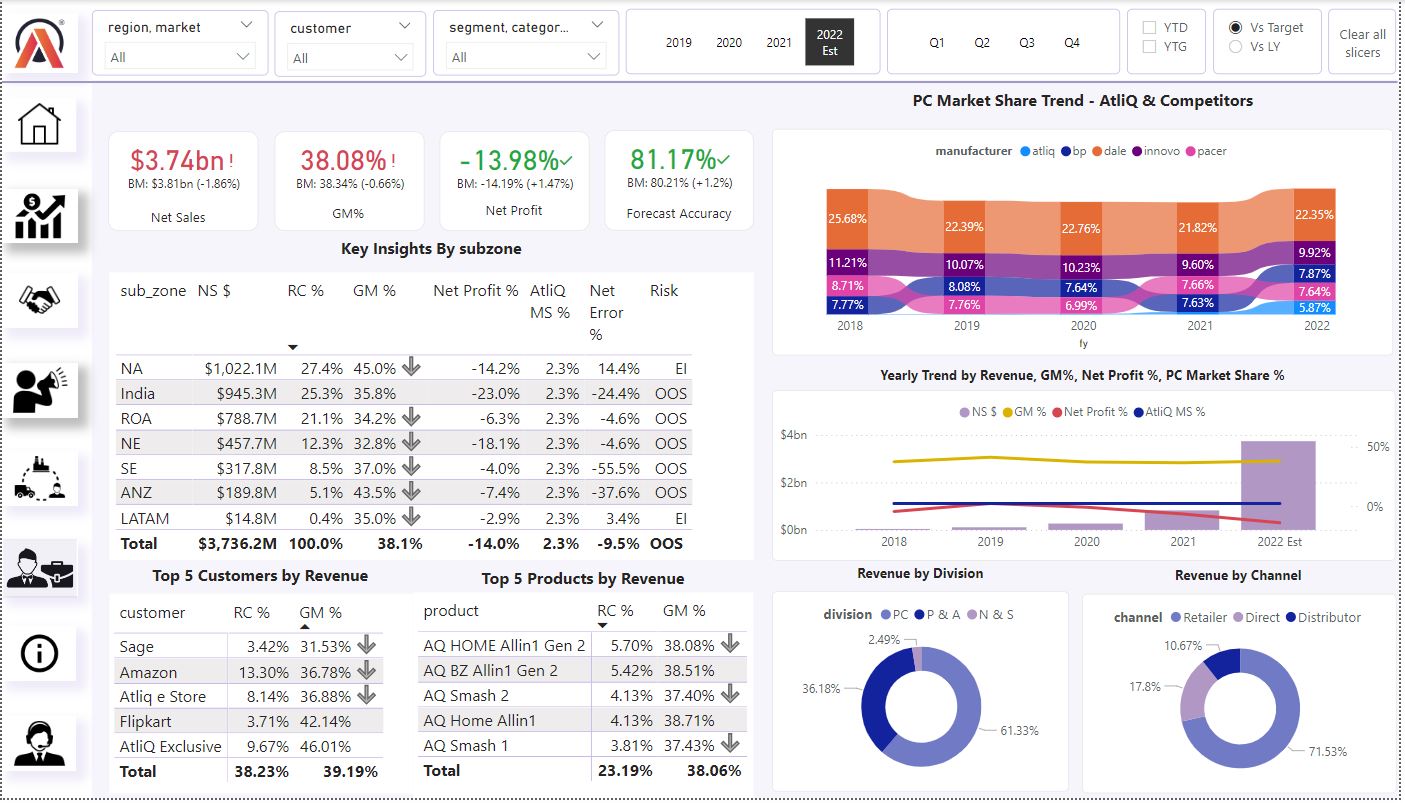 region, market
All
customer
All
segment, categor...
All
2019 2020 2021 2022 Est
Q1 Q2 Q3 Q4
YTD
YTG
Vs Target
Vs LY
Clear all slicers
$3.74bn!
BM: $3.81bn (-1.86%)
Net Sales
38.08%!
BM: 38.34% (-0.66%)
GM%
-13.98%✓
BM: -14.19% (+1.47%)
Net Profit
81.17%✓
BM: 80.21% (+1.2%)
Forecast Accuracy
Key Insights By subzone
sub_zone NS $ RC % GM % Net Profit % AtliQ MS % Net Error % Risk
NA $1,022.1M 27.4% 45.0% -14.2% 2.3% 14.4% EI
India $945.3M 25.3% 35.8% -23.0% 2.3% -24.4% OOS
ROA $788.7M 21.1% 34.2% -6.3% 2.3% -4.6% OOS
NE $457.7M 12.3% 32.8% -18.1% 2.3% -4.6% OOS
SE $317.8M 8.5% 37.0% -4.0% 2.3% -55.5% OOS
ANZ $189.8M 5.1% 43.5% -7.4% 2.3% -37.6% OOS
LATAM $14.8M 0.4% 35.0% -2.9% 2.3% 3.4% EI
Total $3,736.2M 100.0% 38.1% -14.0% 2.3% -9.5% OOS
Top 5 Customers by Revenue
customer RC % GM %
Sage 3.42% 31.53%
Amazon 13.30% 36.78%
Atliq e Store 8.14% 36.88%
Flipkart 3.71% 42.14%
AtliQ Exclusive 9.67% 46.01%
Total 38.23% 39.19%
Top 5 Products by Revenue
product RC % GM %
AQ HOME Allin1 Gen 2 5.70% 38.08%
AQ BZ Allin1 Gen 2 5.42% 38.51%
AQ Smash 2 4.13% 37.40%
AQ Home Allin1 4.13% 38.71%
AQ Smash 1 3.81% 37.43%
Total 23.19% 38.06%
PC Market Share Trend - AtliQ & Competitors
manufacturer atliq bp dale innovo pacer
25.68% 22.39% 22.76% 21.82% 22.35%
11.21% 10.07% 10.23% 9.60% 9.92%
8.71% 8.08% 7.64% 7.66% 7.87%
7.77% 7.76% 6.99% 7.63% 7.64%
5.87%
2018 2019 2020 2021 2022
fy
Yearly Trend by Revenue, GM%, Net Profit %, PC Market Share %
NS $ GM % Net Profit % AtliQ MS %
$4bn 50%
$2bn
$0bn 0%
2018 2019 2020 2021 2022 Est
Revenue by Division
division PC P & A N & S
2.49%
36.18%
61.33%
Revenue by Channel
channel Retailer Direct Distributor
10.67%
17.8%
71.53%